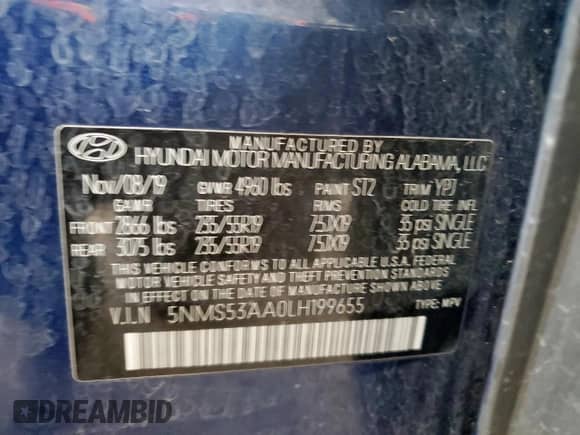 MANUFACTURED BY
HYUNDAI MOTOR MANUFACTURING ALABAMA, LLC
Nov/08/19 GVWR 4960 lbs PAINT ST2 TRIM YPJ
GAWR TIRES RIMS COLD TIRE INFL
FRONT 2866 lbs 235/55R19 7.5JX19 35 psi SINGLE
REAR 3075 lbs 235/55R19 7.5JX19 35 psi SINGLE
THIS VEHICLE CONFORMS TO ALL APPLICABLE U.S.A. FEDERAL
MOTOR VEHICLE SAFETY AND THEFT PREVENTION STANDARDS
IN EFFECT ON THE DATE OF MANUFACTURE SHOWN ABOVE.
V.I.N 5NMS53AA0LH199655 TYPE: MPV
DREAMBID